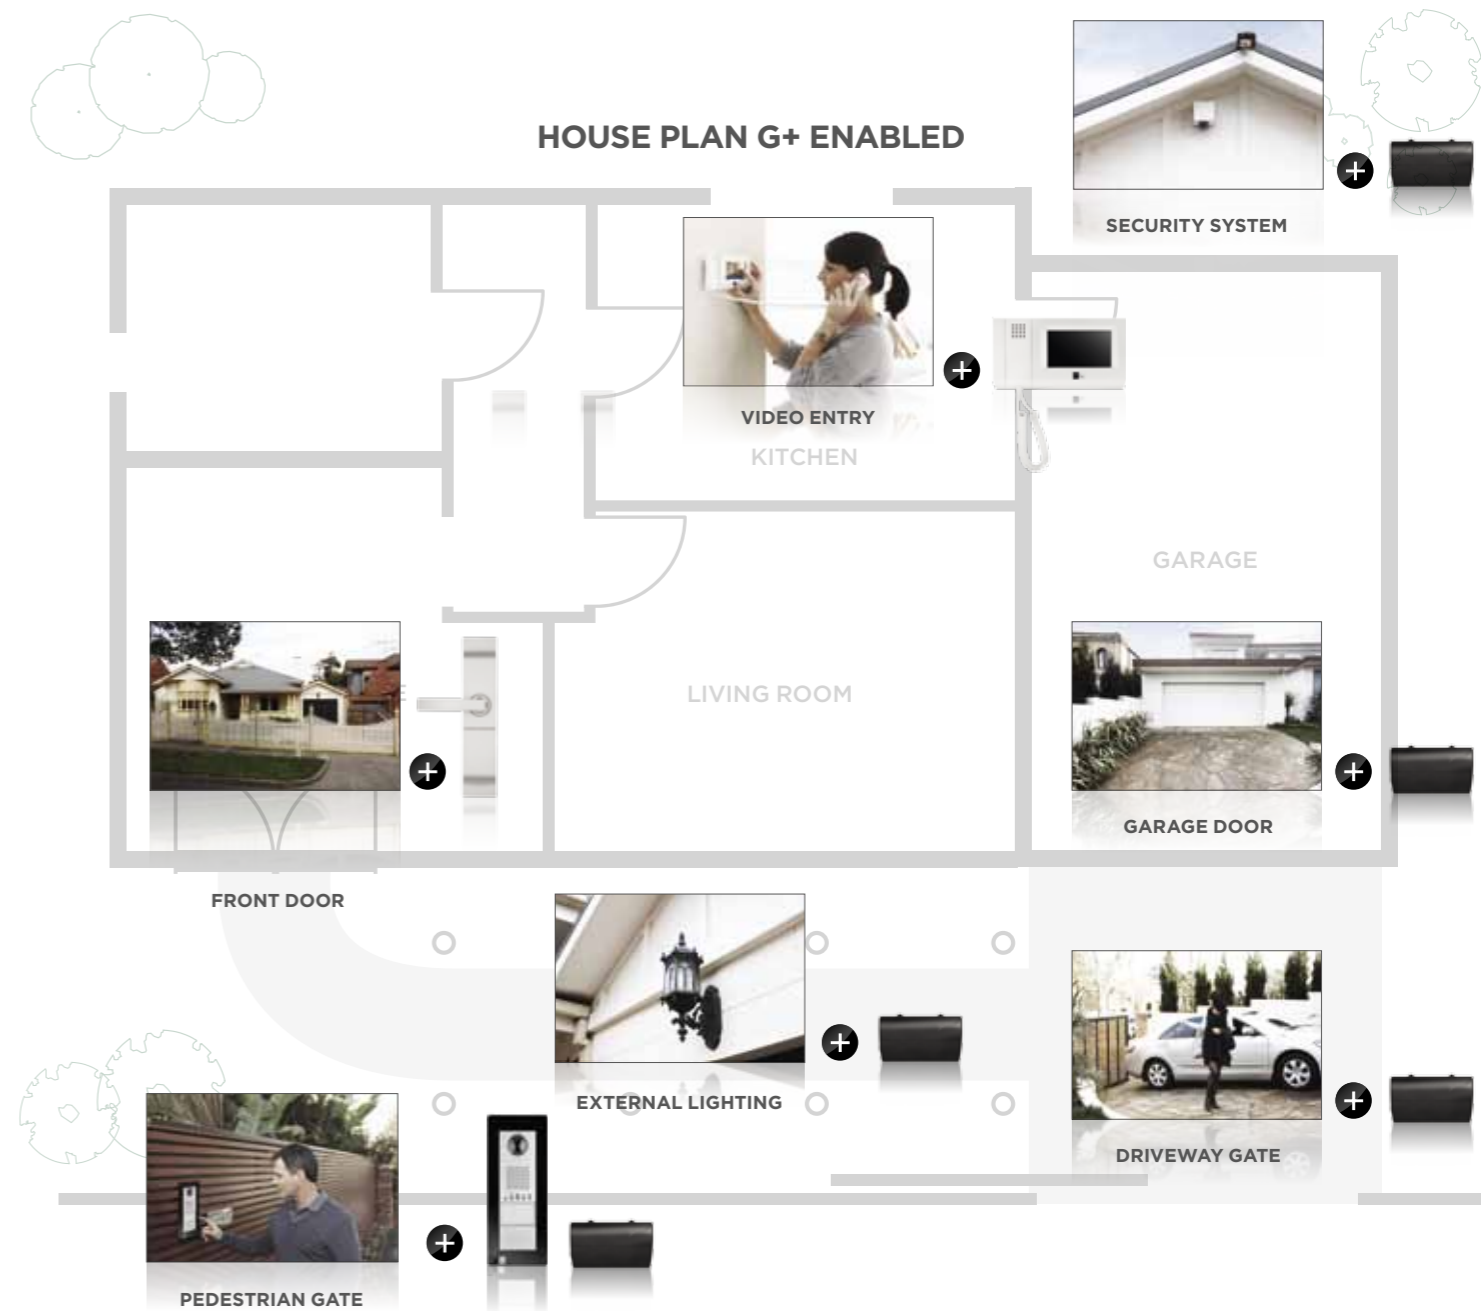 HOUSE PLAN G+ ENABLED
SECURITY SYSTEM
VIDEO ENTRY
KITCHEN
GARAGE
LIVING ROOM
GARAGE DOOR
FRONT DOOR
EXTERNAL LIGHTING
DRIVEWAY GATE
PEDESTRIAN GATE